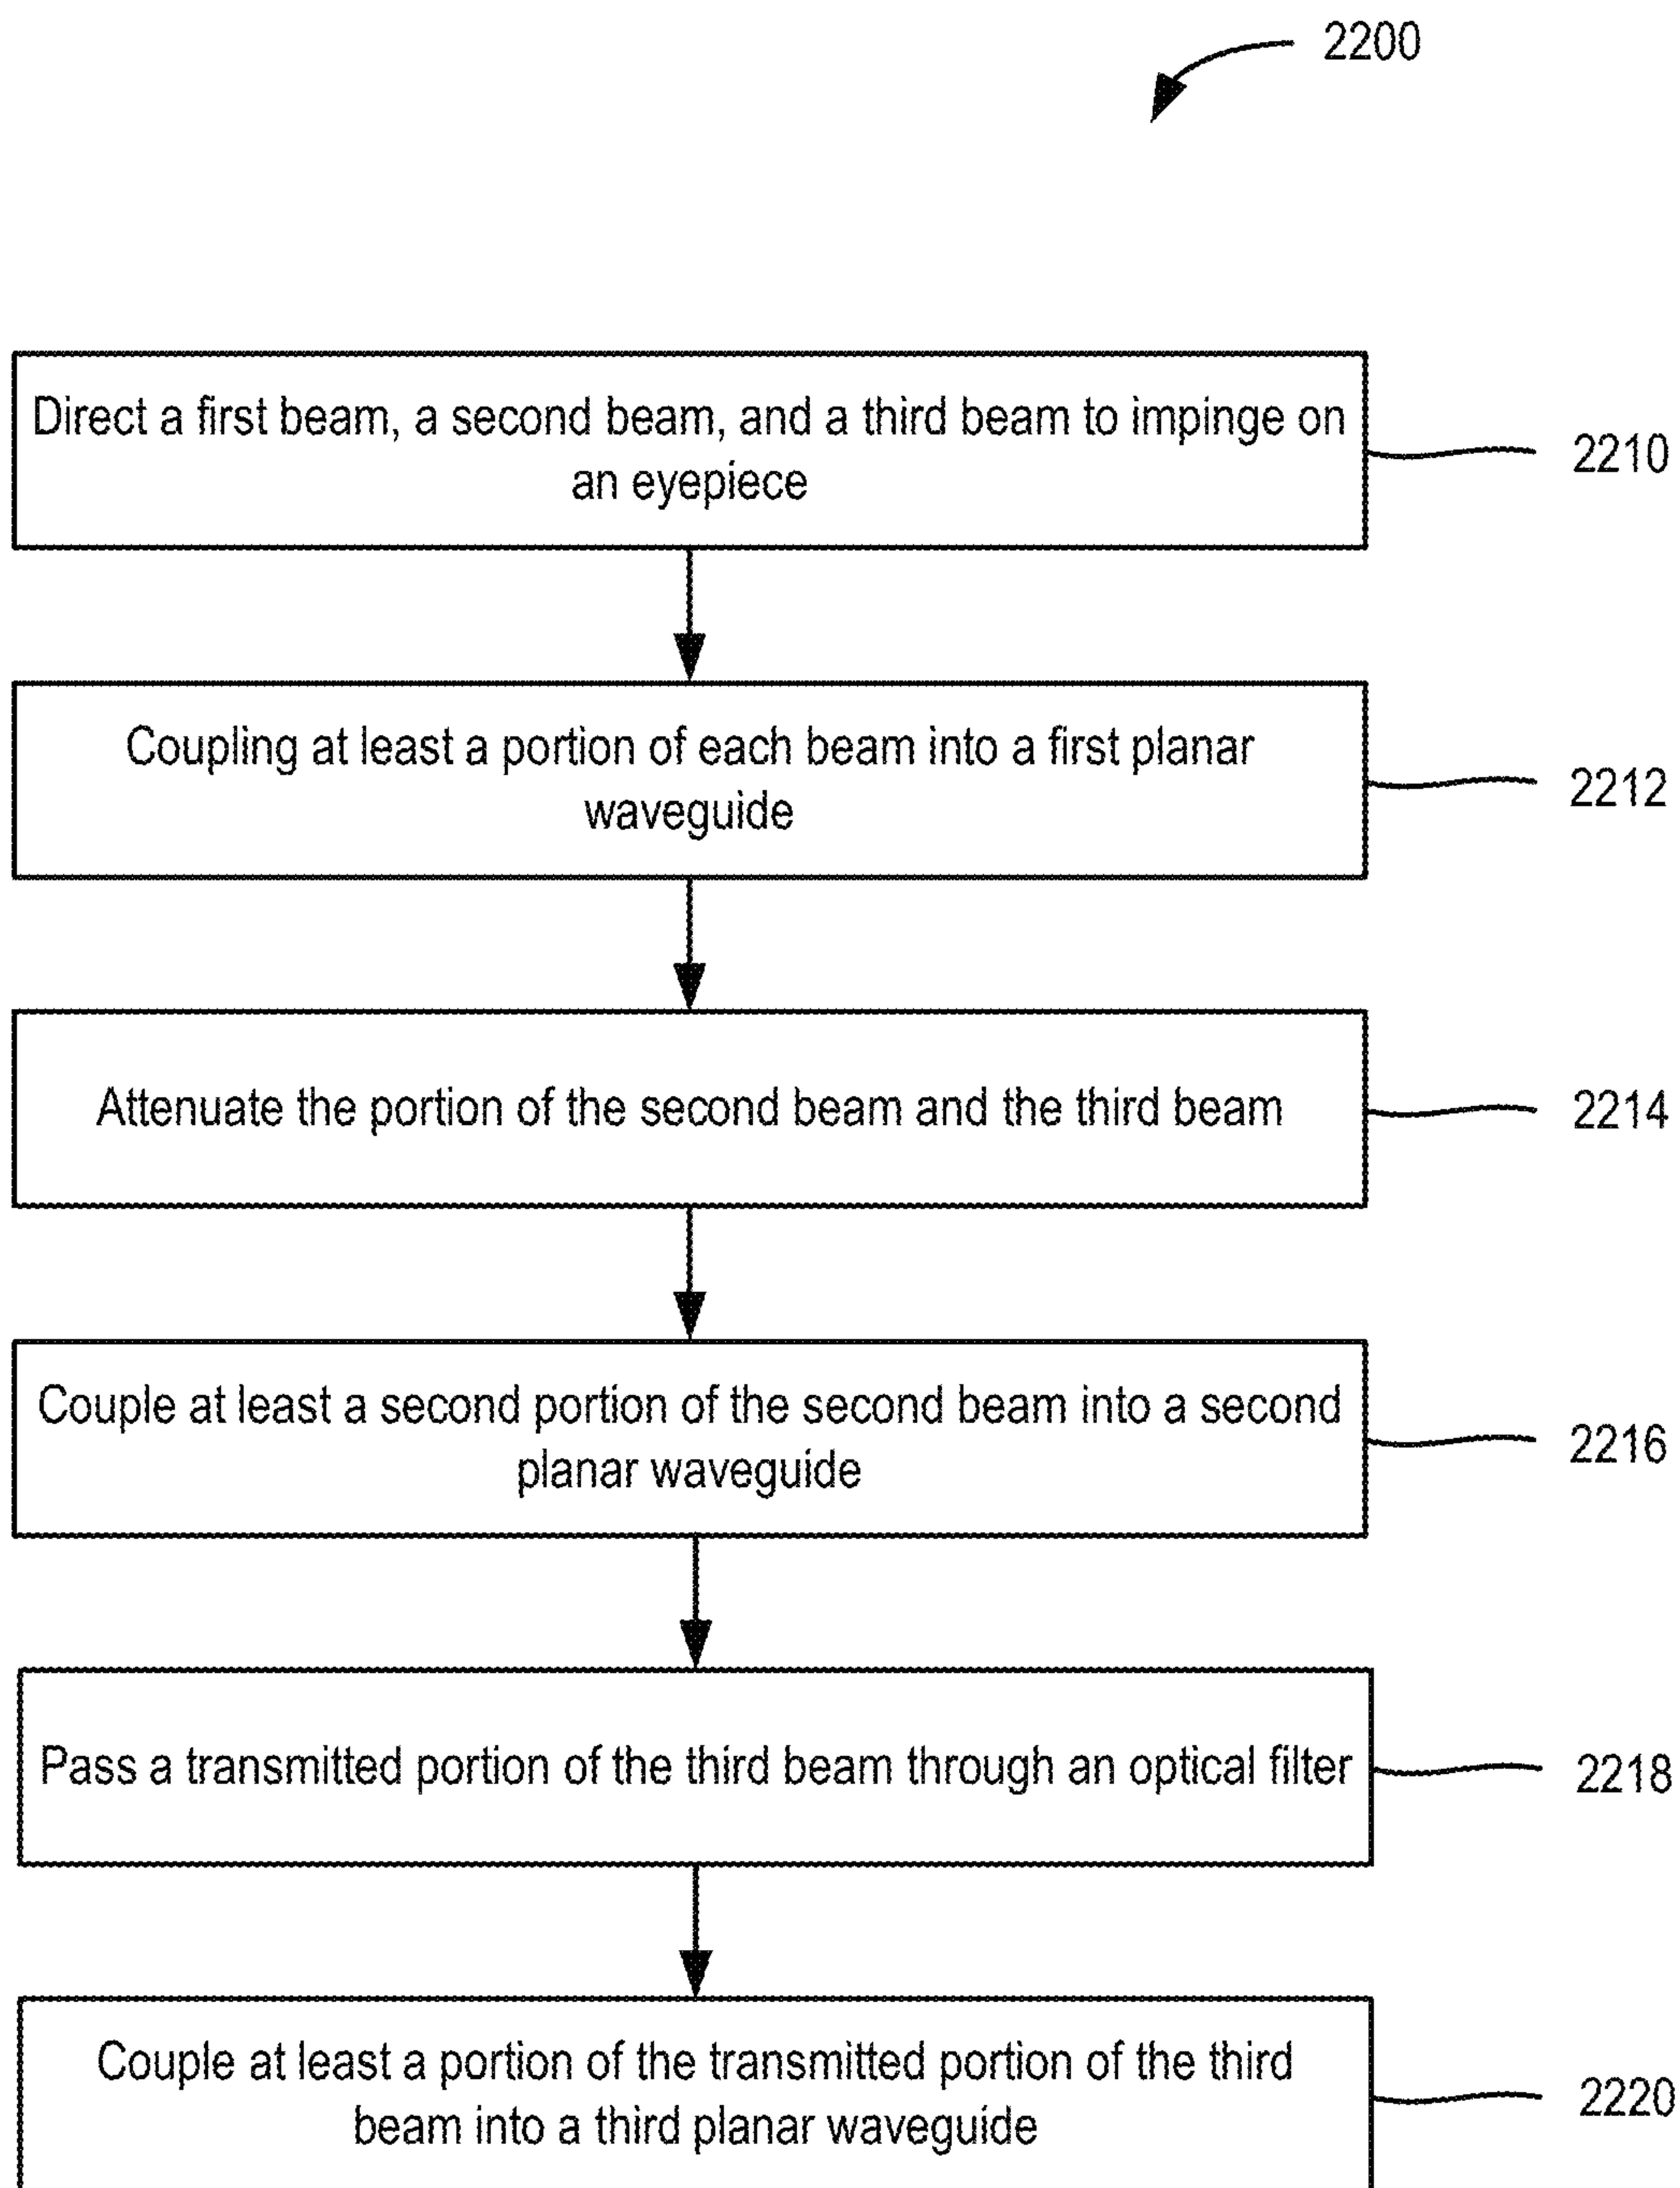 2200
Direct a first beam, a second beam, and a third beam to impinge on
an eyepiece
2210
Coupling at least a portion of each beam into a first planar
waveguide
2212
Attenuate the portion of the second beam and the third beam
2214
Couple at least a second portion of the second beam into a second
planar waveguide
2216
Pass a transmitted portion of the third beam through an optical filter
2218
Couple at least a portion of the transmitted portion of the third
beam into a third planar waveguide
2220